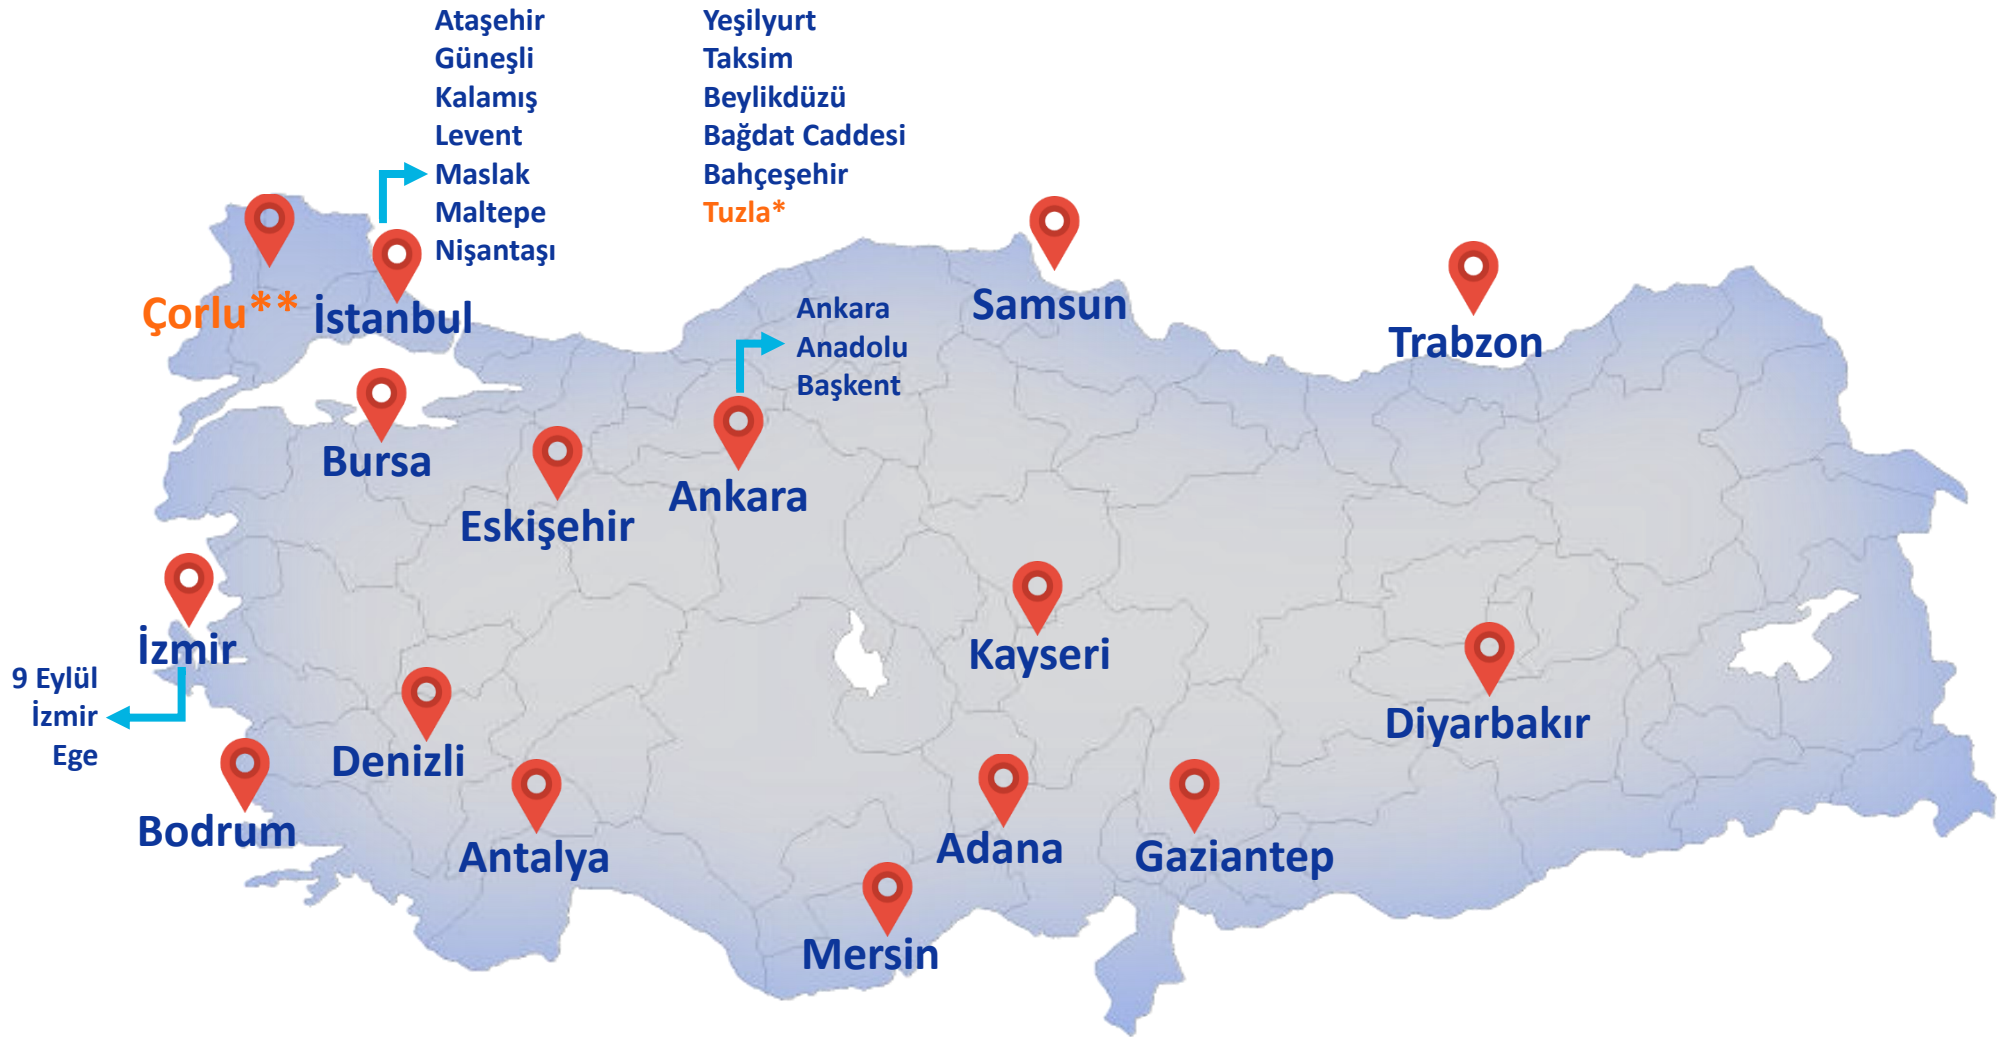 Ataşehir
Güneşli
Kalamış
Levent
Maslak
Maltepe
Nişantaşı
Yeşilyurt
Taksim
Beylikdüzü
Bağdat Caddesi
Bahçeşehir
Tuzla*
Çorlu**
İstanbul
Samsun
Trabzon
Ankara
Anadolu
Başkent
Bursa
Eskişehir
Ankara
İzmir
9 Eylül
İzmir
Ege
Kayseri
Diyarbakır
Denizli
Bodrum
Antalya
Adana
Gaziantep
Mersin